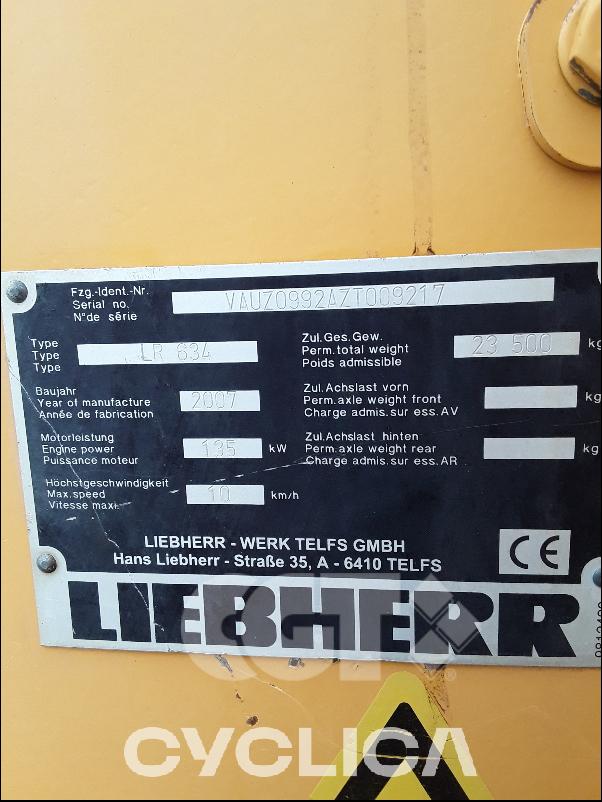 Fzg.-Ident.-Nr.
Serial no. VAUZ0992AZT009217
N°de série
Type
Type LR 634
Type
Zul.Ges.Gew.
Perm.total weight 23 500 kg
Poids admissible
Baujahr
Year of manufacture 2007
Année de fabrication
Zul.Achslast vorn
Perm.axle weight front kg
Charge admis.sur ess.AV
Motorleistung
Engine power 135 kW
Puissance moteur
Zul.Achslast hinten
Perm.axle weight rear kg
Charge admis.sur ess.AR
Höchstgeschwindigkeit
Max.speed 10 km/h
Vitesse maxi.
LIEBHERR - WERK TELFS GMBH
Hans Liebherr - Straße 35, A - 6410 TELFS
CE
LIEBHERR
CGT
CYCLICA